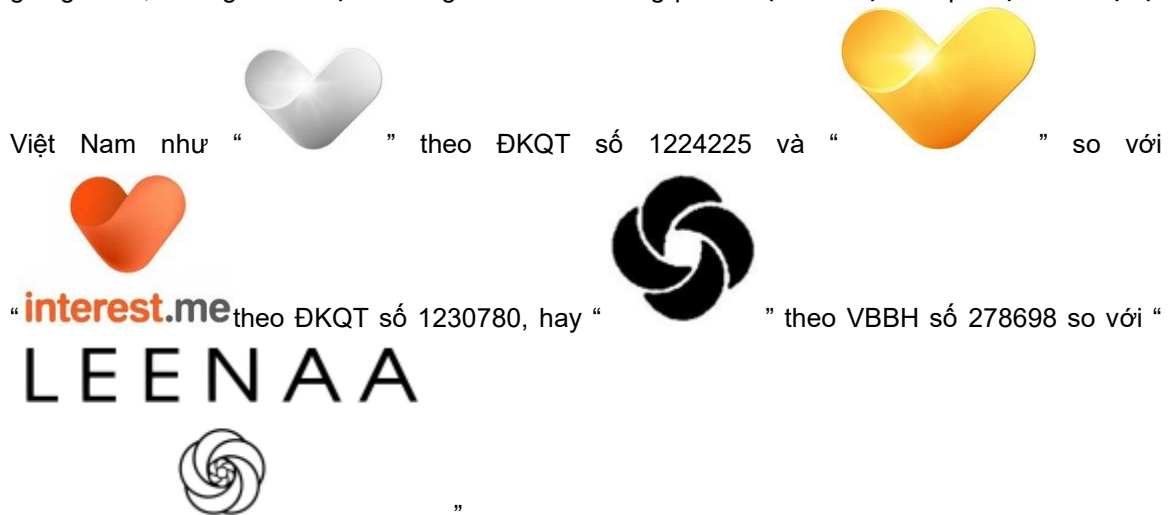 Việt Nam như “ ” theo ĐKQT số 1224225 và “ ” so với
“ interest.me theo ĐKQT số 1230780, hay “ ” theo VBBH số 278698 so với “
LEENAA
”